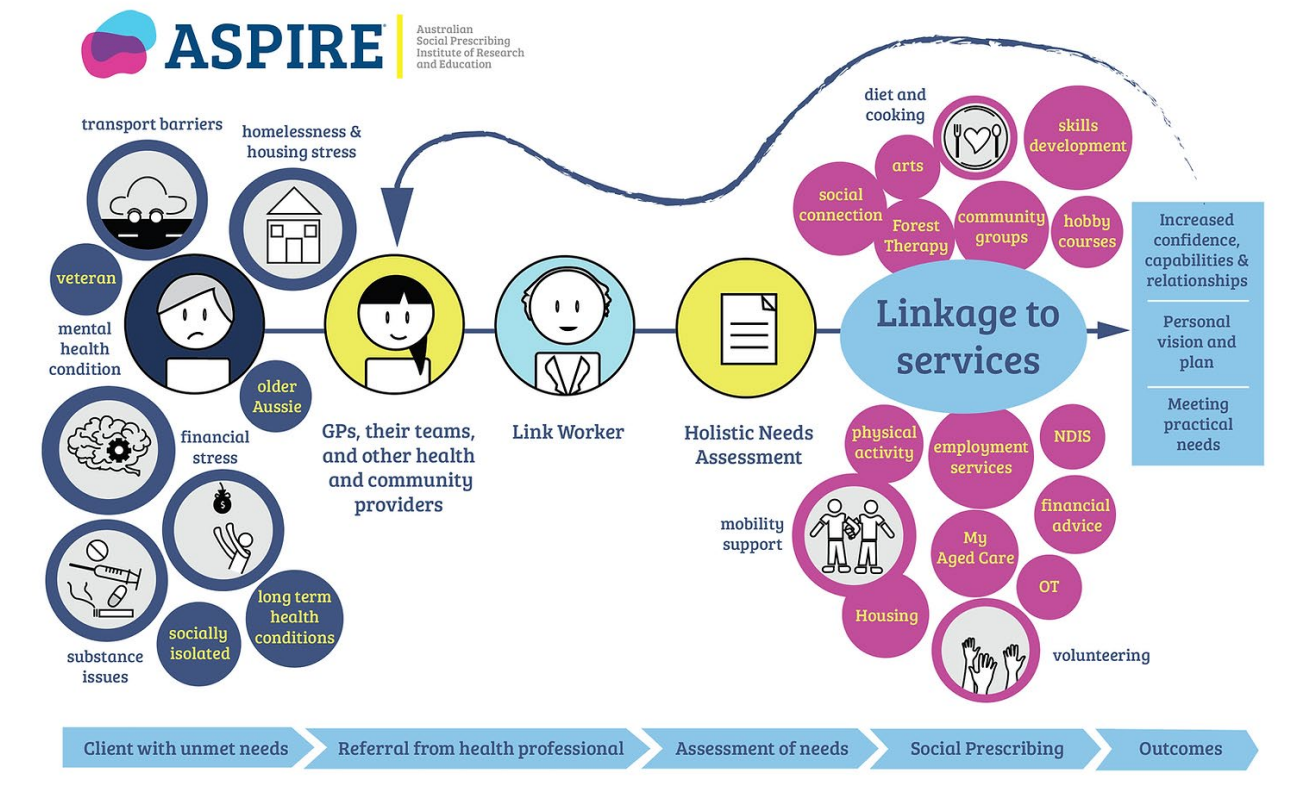 ASPIRE
Australian
Social Prescribing
Institute of Research
and Education
transport barriers
homelessness &
housing stress
veteran
mental
health
condition
older
Aussie
financial
stress
$
substance
issues
socially
isolated
long term
health
conditions
GPs, their teams,
and other health
and community
providers
Link Worker
Holistic Needs
Assessment
diet and
cooking
skills
development
arts
social
connection
Forest
Therapy
community
groups
hobby
courses
Linkage to
services
physical
activity
employment
services
NDIS
mobility
support
financial
advice
My
Aged Care
OT
Housing
volunteering
Increased
confidence,
capabilities &
relationships
Personal
vision and
plan
Meeting
practical
needs
Client with unmet needs
Referral from health professional
Assessment of needs
Social Prescribing
Outcomes